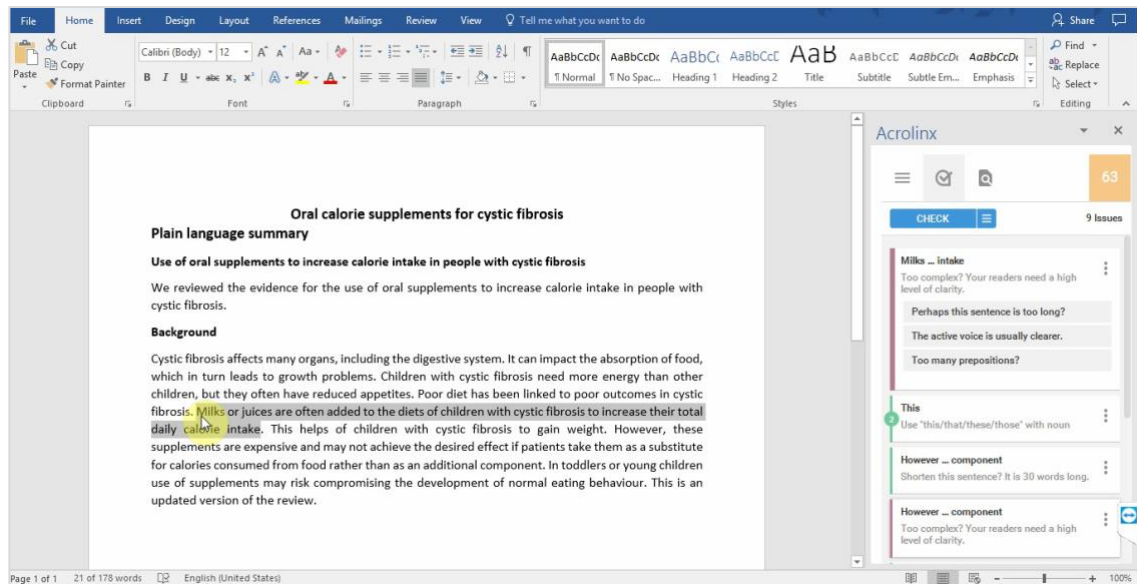 File Home Insert Design Layout References Mailings Review View Tell me what you want to do Share
Cut
Copy
Format Painter
Paste
Calibri (Body) 12
Aa
B I U abc X₂ X²
AaBbCcDc AaBbCcDc AaBbCc AaBbCcC AaB AaBbCcC AaBbCcDc AaBbCcDc
¶ Normal ¶ No Spac... Heading 1 Heading 2 Title Subtitle Subtle Em... Emphasis
Find
Replace
Select
Clipboard Font Paragraph Styles Editing
Oral calorie supplements for cystic fibrosis
Plain language summary
Use of oral supplements to increase calorie intake in people with cystic fibrosis
We reviewed the evidence for the use of oral supplements to increase calorie intake in people with
cystic fibrosis.
Background
Cystic fibrosis affects many organs, including the digestive system. It can impact the absorption of food,
which in turn leads to growth problems. Children with cystic fibrosis need more energy than other
children, but they often have reduced appetites. Poor diet has been linked to poor outcomes in cystic
fibrosis. Milks or juices are often added to the diets of children with cystic fibrosis to increase their total
daily calorie intake. This helps of children with cystic fibrosis to gain weight. However, these
supplements are expensive and may not achieve the desired effect if patients take them as a substitute
for calories consumed from food rather than as an additional component. In toddlers or young children
use of supplements may risk compromising the development of normal eating behaviour. This is an
updated version of the review.
Acrolinx
63
CHECK 9 Issues
Milks ... intake
Too complex? Your readers need a high
level of clarity.
Perhaps this sentence is too long?
The active voice is usually clearer.
Too many prepositions?
2
This
Use "this/that/these/those" with noun
However ... component
Shorten this sentence? It is 30 words long.
However ... component
Too complex? Your readers need a high
level of clarity.
Page 1 of 1 21 of 178 words English (United States) 100%